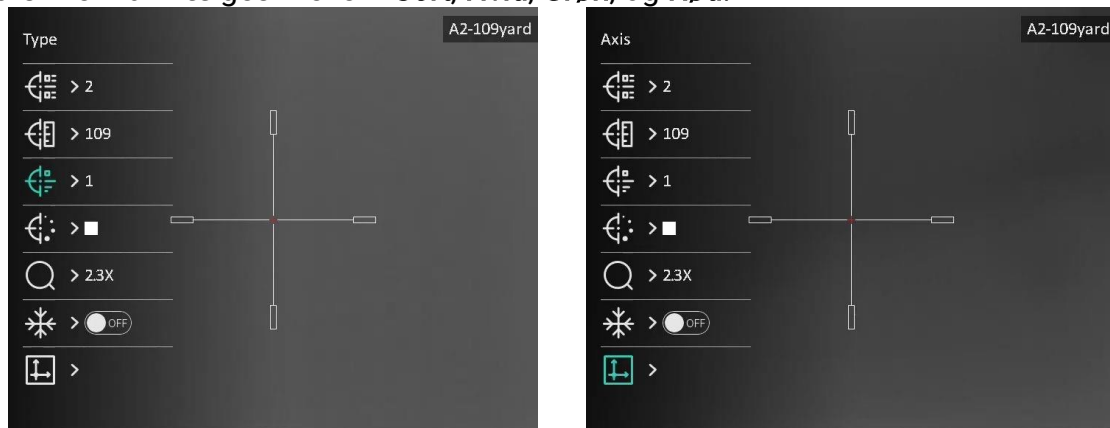 Type
A2-109yard
> 2
> 109
> 1
>
> 2.3X
> OFF
>
Axis
A2-109yard
> 2
> 109
> 1
>
> 2.3X
> OFF
>